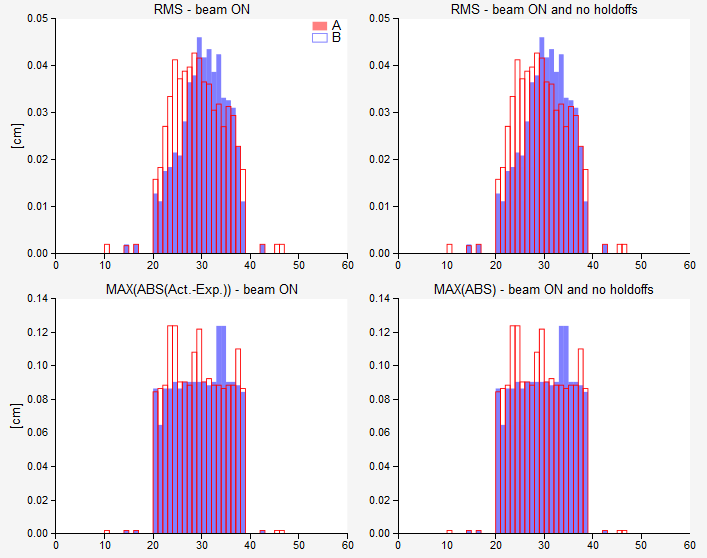 RMS - beam ON
RMS - beam ON and no holdoffs
A
B
0.05
0.04
0.03
0.02
0.01
0.00
[cm]
0 10 20 30 40 50 60
0.05
0.04
0.03
0.02
0.01
0.00
0 10 20 30 40 50 60
MAX(ABS(Act.-Exp.)) - beam ON
MAX(ABS) - beam ON and no holdoffs
0.14
0.12
0.10
0.08
0.06
0.04
0.02
0.00
[cm]
0 10 20 30 40 50 60
0.14
0.12
0.10
0.08
0.06
0.04
0.02
0.00
0 10 20 30 40 50 60